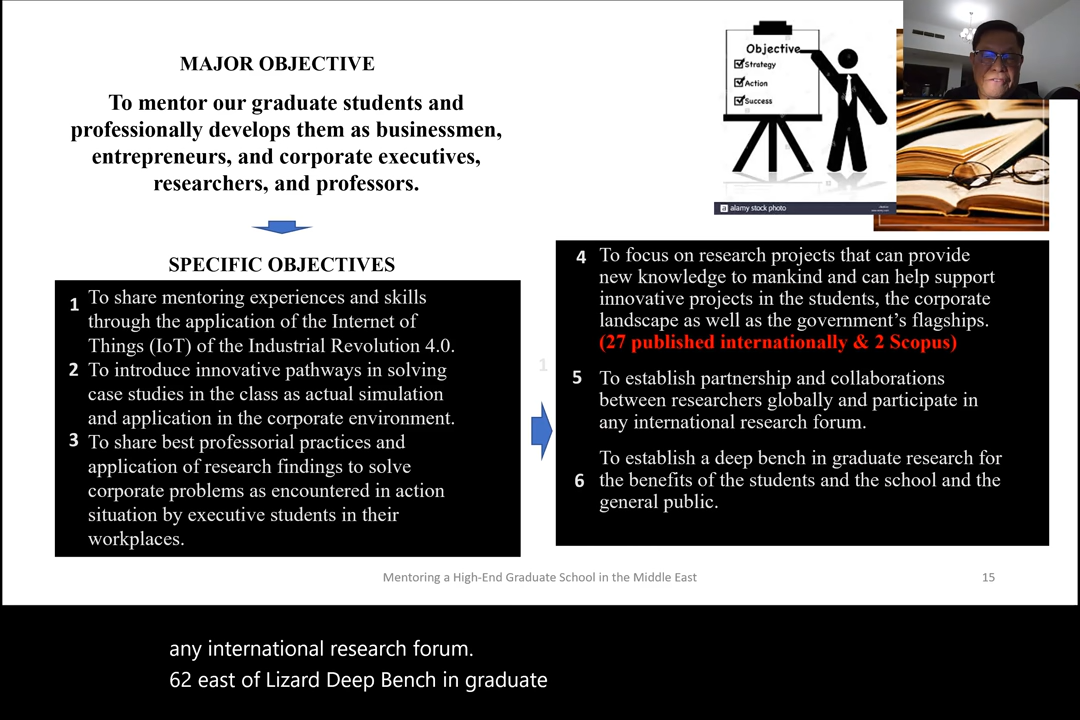 MAJOR OBJECTIVE
To mentor our graduate students and
professionally develops them as businessmen,
entrepreneurs, and corporate executives,
researchers, and professors.
Objective
Strategy
Action
Success
a alamy stock photo
SPECIFIC OBJECTIVES
1 To share mentoring experiences and skills
through the application of the Internet of
Things (IoT) of the Industrial Revolution 4.0.
2 To introduce innovative pathways in solving
case studies in the class as actual simulation
and application in the corporate environment.
3 To share best professorial practices and
application of research findings to solve
corporate problems as encountered in action
situation by executive students in their
workplaces.
1
4 To focus on research projects that can provide
new knowledge to mankind and can help support
innovative projects in the students, the corporate
landscape as well as the government’s flagships.
(27 published internationally & 2 Scopus)
5 To establish partnership and collaborations
between researchers globally and participate in
any international research forum.
To establish a deep bench in graduate research for
6 the benefits of the students and the school and the
general public.
Mentoring a High-End Graduate School in the Middle East
15
any international research forum.
62 east of Lizard Deep Bench in graduate